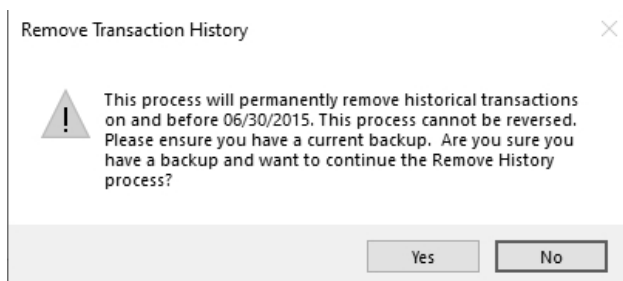 Remove Transaction History
This process will permanently remove historical transactions
on and before 06/30/2015. This process cannot be reversed.
Please ensure you have a current backup.  Are you sure you
have a backup and want to continue the Remove History
process?
Yes
No